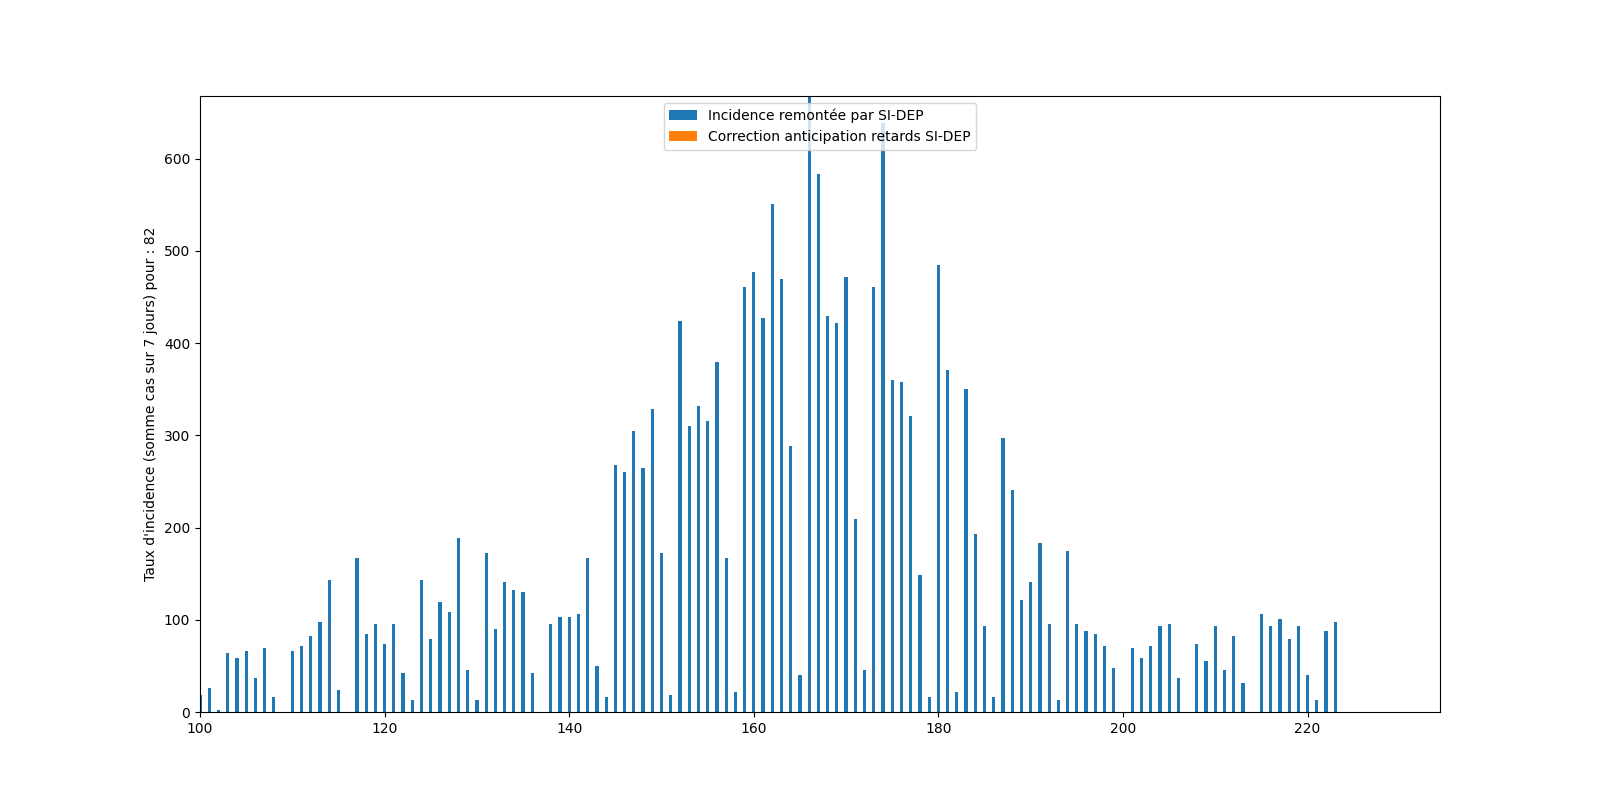 Incidence remontée par SI-DEP
Correction anticipation retards SI-DEP
Taux d'incidence (somme cas sur 7 jours) pour : 82
600
500
400
300
200
100
0
100 120 140 160 180 200 220